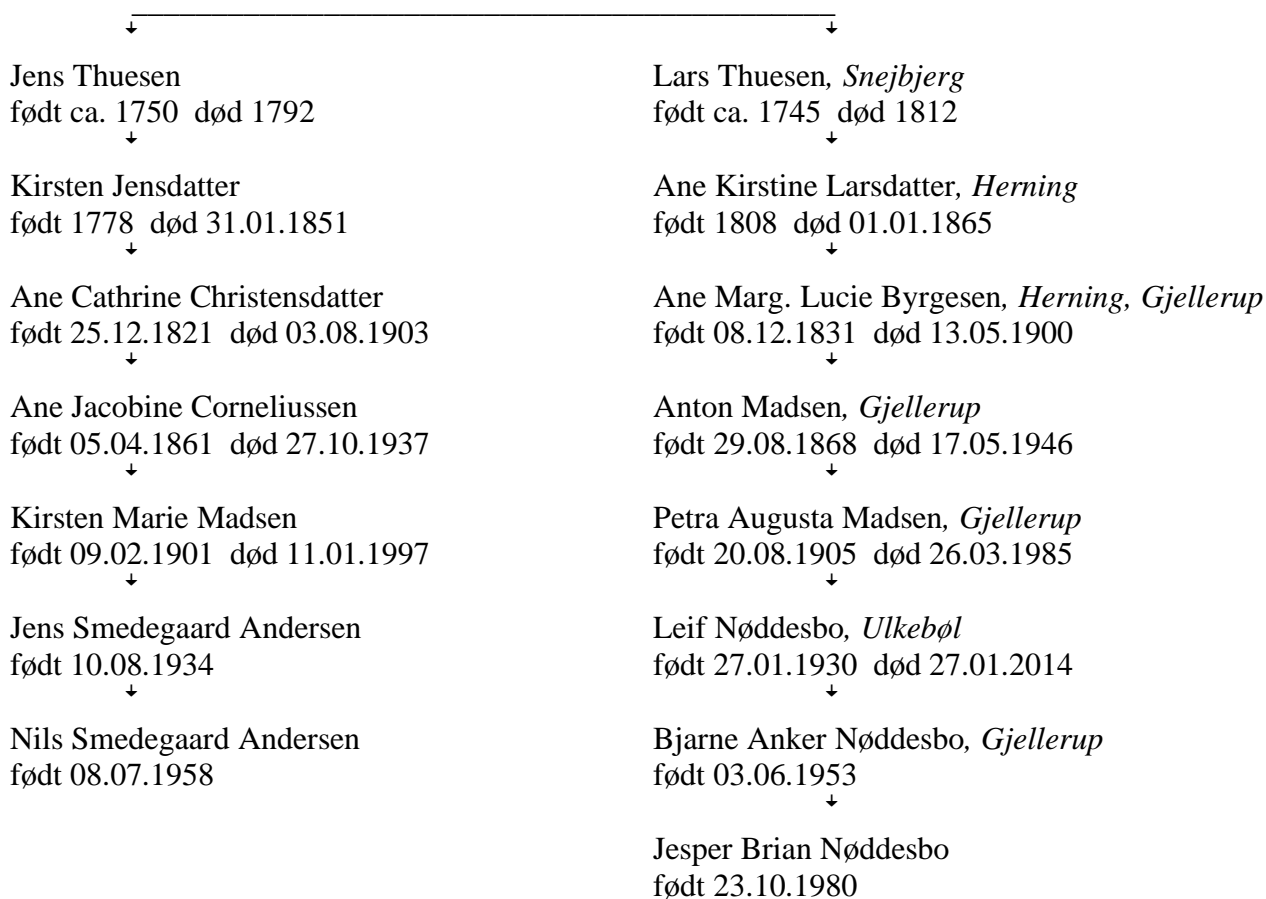 Jens Thuesen
født ca. 1750 død 1792
Kirsten Jensdatter
født 1778 død 31.01.1851
Ane Cathrine Christensdatter
født 25.12.1821 død 03.08.1903
Ane Jacobine Corneliussen
født 05.04.1861 død 27.10.1937
Kirsten Marie Madsen
født 09.02.1901 død 11.01.1997
Jens Smedegaard Andersen
født 10.08.1934
Nils Smedegaard Andersen
født 08.07.1958
Lars Thuesen, Snejbjerg
født ca. 1745 død 1812
Ane Kirstine Larsdatter, Herning
født 1808 død 01.01.1865
Ane Marg. Lucie Byrgesen, Herning, Gjellerup
født 08.12.1831 død 13.05.1900
Anton Madsen, Gjellerup
født 29.08.1868 død 17.05.1946
Petra Augusta Madsen, Gjellerup
født 20.08.1905 død 26.03.1985
Leif Nøddesbo, Ulkebøl
født 27.01.1930 død 27.01.2014
Bjarne Anker Nøddesbo, Gjellerup
født 03.06.1953
Jesper Brian Nøddesbo
født 23.10.1980